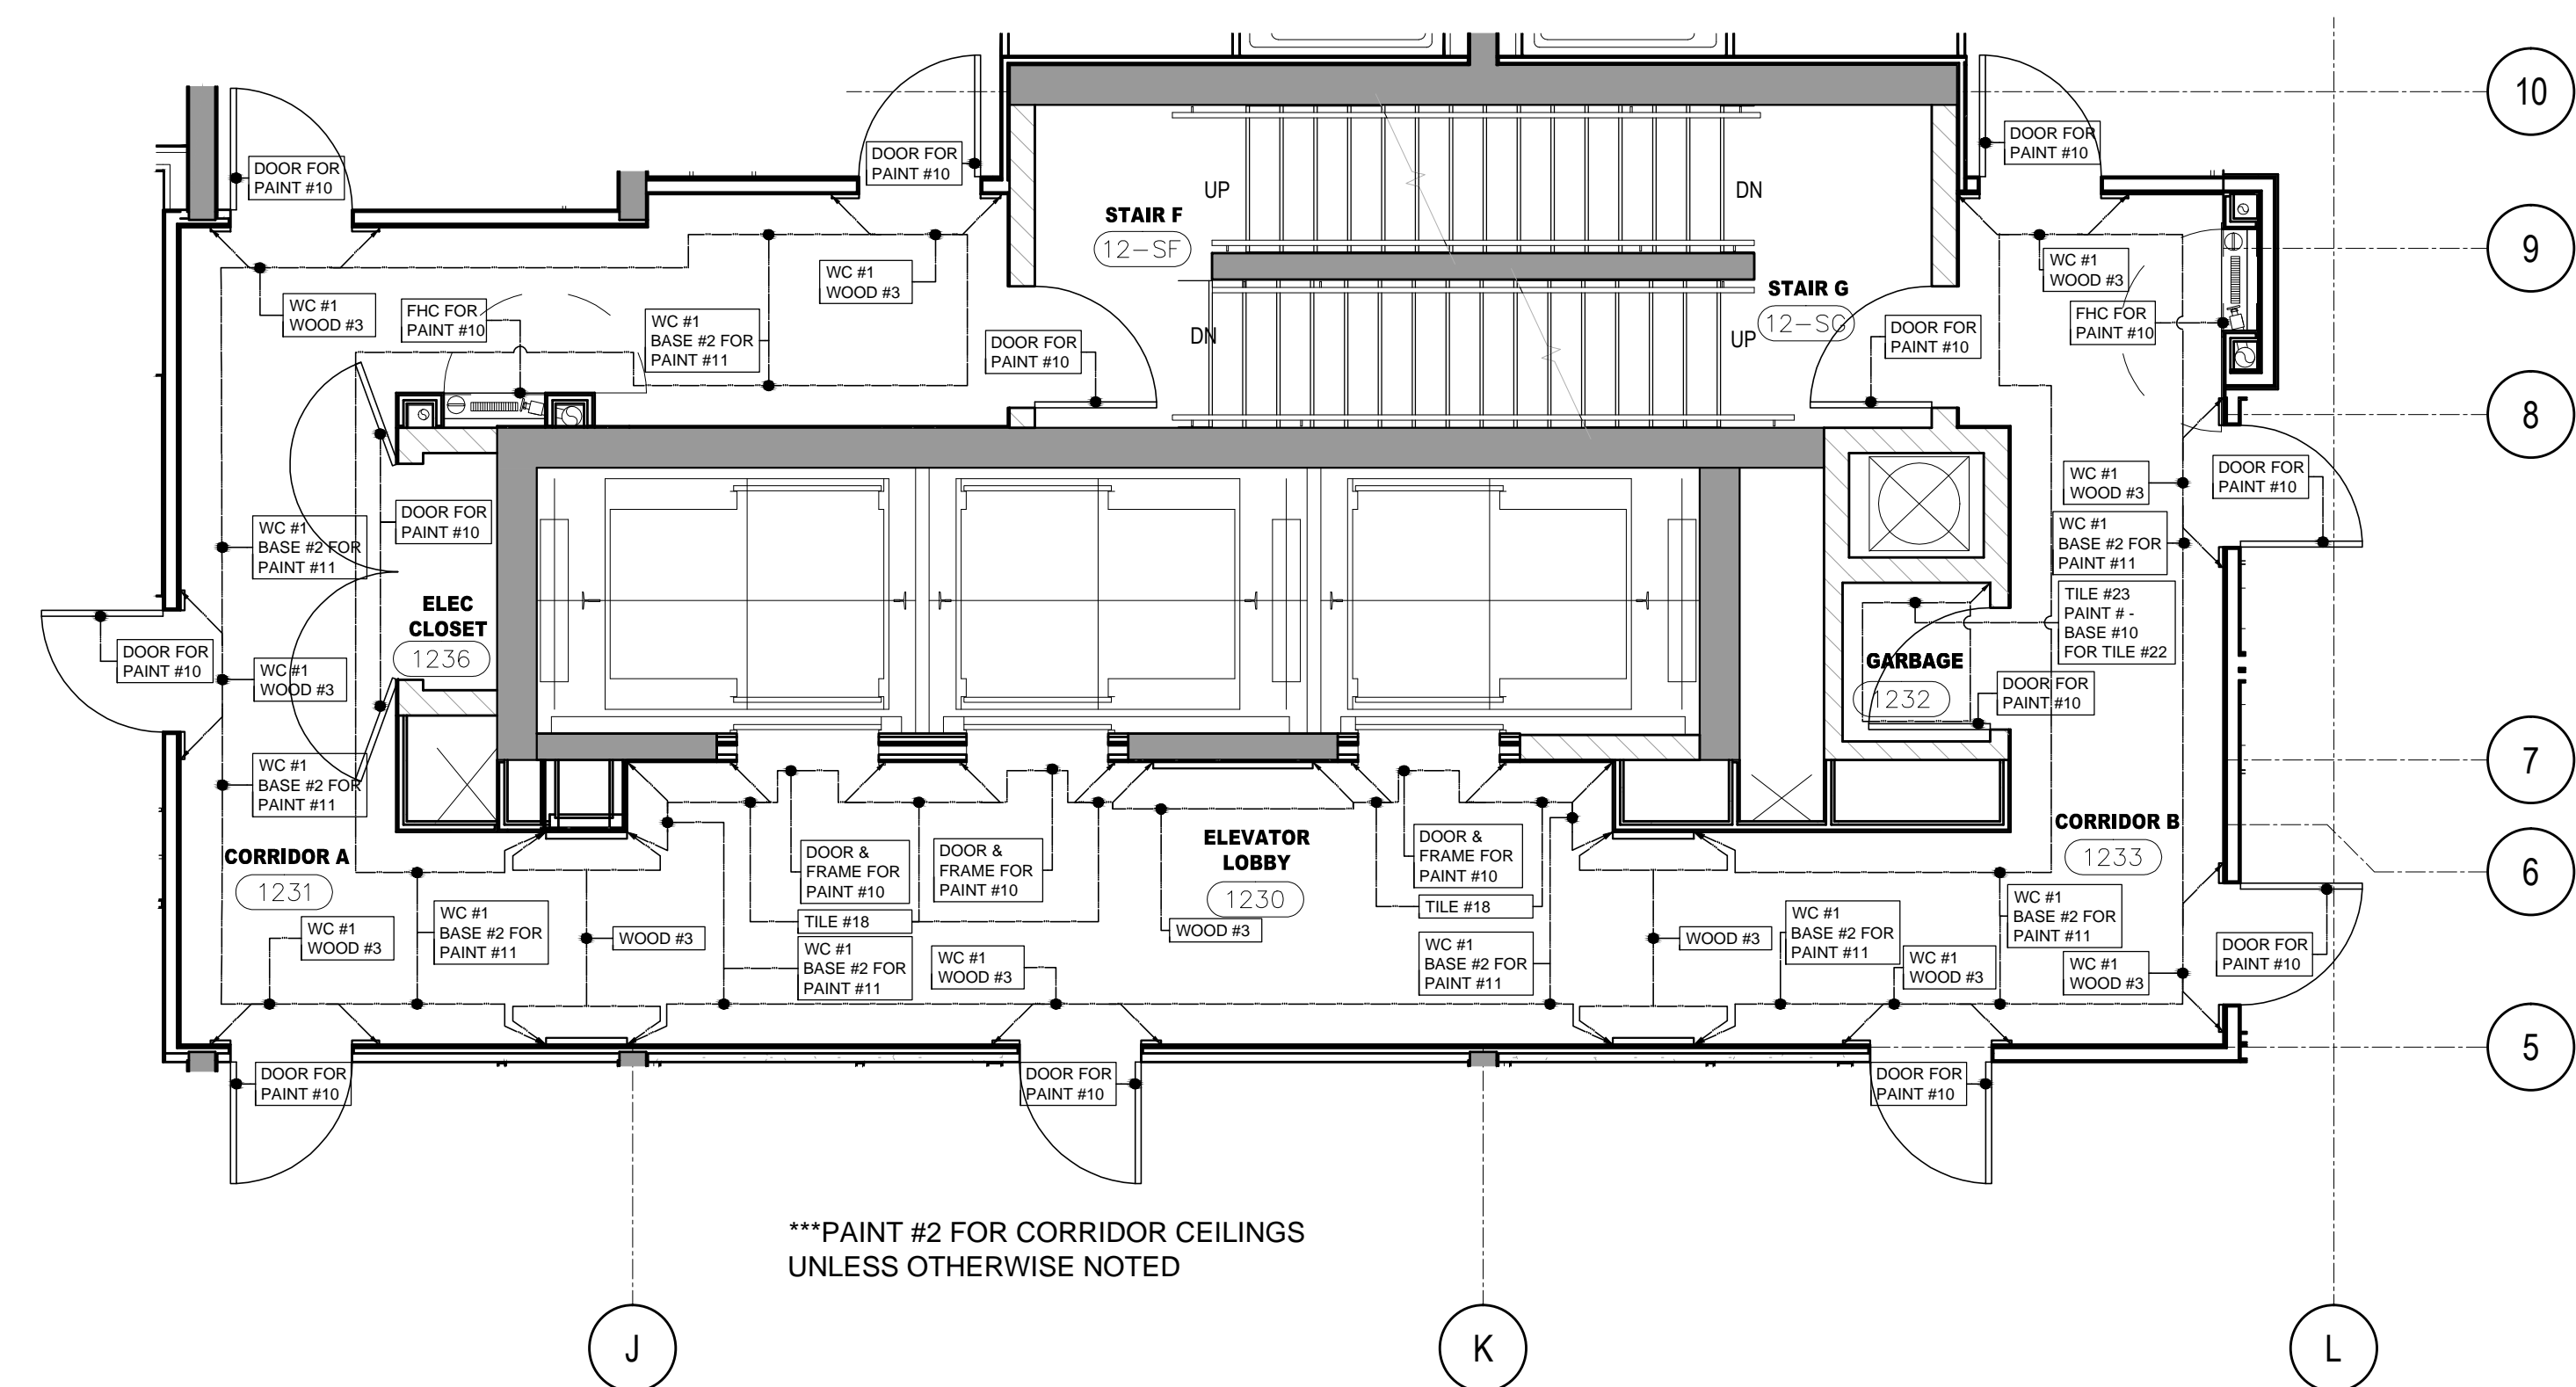 10
DOOR FOR
PAINT #10
DOOR FOR
PAINT #10
DOOR FOR
PAINT #10
UP
DN
STAIR F
12-SF
9
WC #1
WOOD #3
WC #1
WOOD #3
WC #1
WOOD #3
FHC FOR
PAINT #10
WC #1
BASE #2 FOR
PAINT #11
DOOR FOR
PAINT #10
DN
STAIR G
12-SG
UP
DOOR FOR
PAINT #10
FHC FOR
PAINT #10
8
WC #1
WOOD #3
DOOR FOR
PAINT #10
DOOR FOR
PAINT #10
WC #1
BASE #2 FOR
PAINT #11
WC #1
BASE #2 FOR
PAINT #11
ELEC
CLOSET
1236
TILE #23
PAINT # -
BASE #10
FOR TILE #22
DOOR FOR
PAINT #10
WC #1
WOOD #3
GARBAGE
1232
DOOR FOR
PAINT #10
7
WC #1
BASE #2 FOR
PAINT #11
CORRIDOR A
1231
DOOR &
FRAME FOR
PAINT #10
DOOR &
FRAME FOR
PAINT #10
ELEVATOR
LOBBY
1230
DOOR &
FRAME FOR
PAINT #10
CORRIDOR B
1233
6
WC #1
WOOD #3
WC #1
BASE #2 FOR
PAINT #11
WOOD #3
TILE #18
WC #1
BASE #2 FOR
PAINT #11
WC #1
WOOD #3
WOOD #3
TILE #18
WC #1
BASE #2 FOR
PAINT #11
WOOD #3
WC #1
BASE #2 FOR
PAINT #11
WC #1
WOOD #3
WC #1
BASE #2 FOR
PAINT #11
WC #1
WOOD #3
DOOR FOR
PAINT #10
5
DOOR FOR
PAINT #10
DOOR FOR
PAINT #10
DOOR FOR
PAINT #10
***PAINT #2 FOR CORRIDOR CEILINGS
UNLESS OTHERWISE NOTED
J
K
L